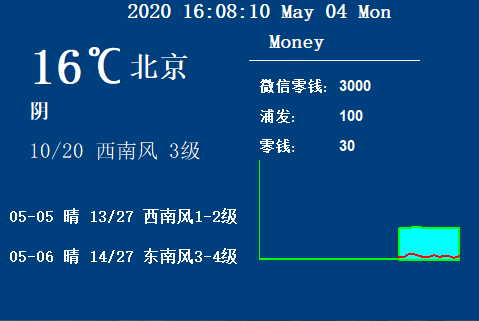 2020 16:08:10 May 04 Mon
16℃ 北京
阴
10/20 西南风 3级
05-05 晴 13/27 西南风1-2级
05-06 晴 14/27 东南风3-4级
Money
微信零钱: 3000
浦发: 100
零钱: 30